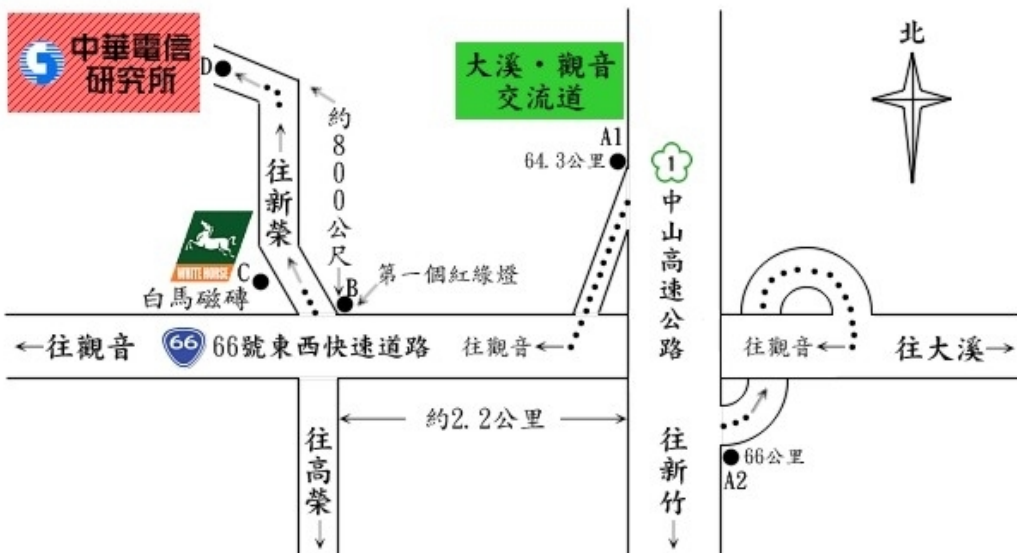 中華電信
研究所
D
約800公尺
往新榮
WHITE HORSE
C
白馬磁磚
B
第一個紅綠燈
大溪・觀音
交流道
A1
64.3公里
1
中山高速公路
北
←往觀音
66
66號東西快速道路
往觀音←
往觀音←
往大溪→
約2.2公里
往高榮
往新竹
66公里
A2